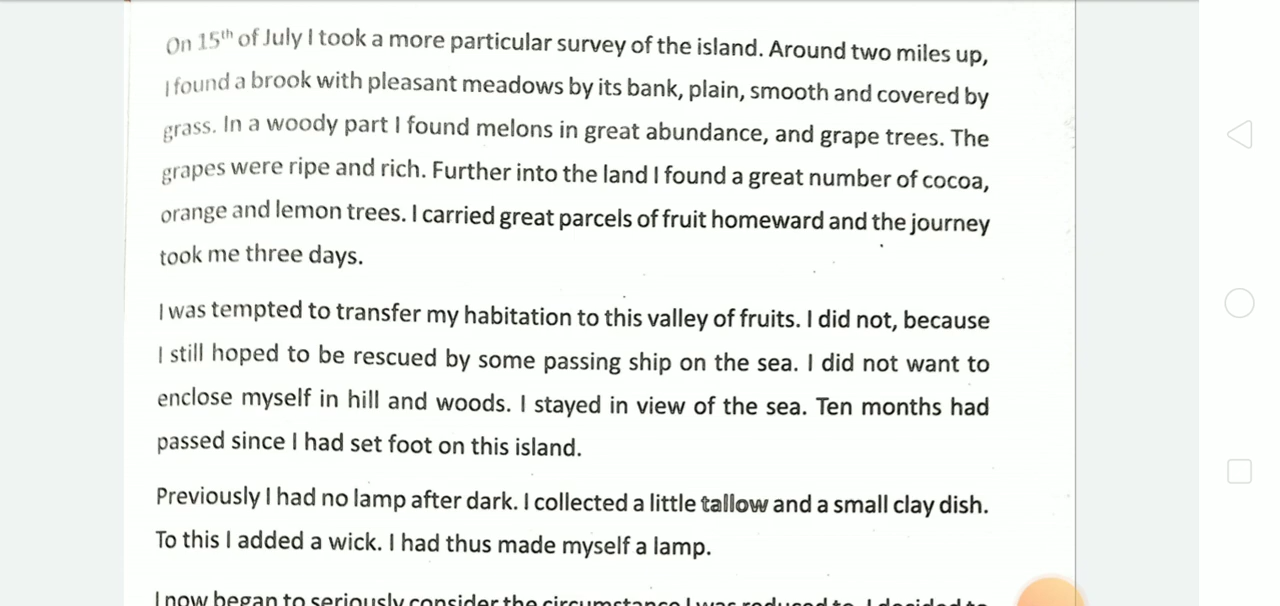 On 15th of July I took a more particular survey of the island. Around two miles up,
I found a brook with pleasant meadows by its bank, plain, smooth and covered by
grass. In a woody part I found melons in great abundance, and grape trees. The
grapes were ripe and rich. Further into the land I found a great number of cocoa,
orange and lemon trees. I carried great parcels of fruit homeward and the journey
took me three days.
I was tempted to transfer my habitation to this valley of fruits. I did not, because
I still hoped to be rescued by some passing ship on the sea. I did not want to
enclose myself in hill and woods. I stayed in view of the sea. Ten months had
passed since I had set foot on this island.
Previously I had no lamp after dark. I collected a little tallow and a small clay dish.
To this I added a wick. I had thus made myself a lamp.
I now began to seriously consider the circumstance I was reduced to. I decided to